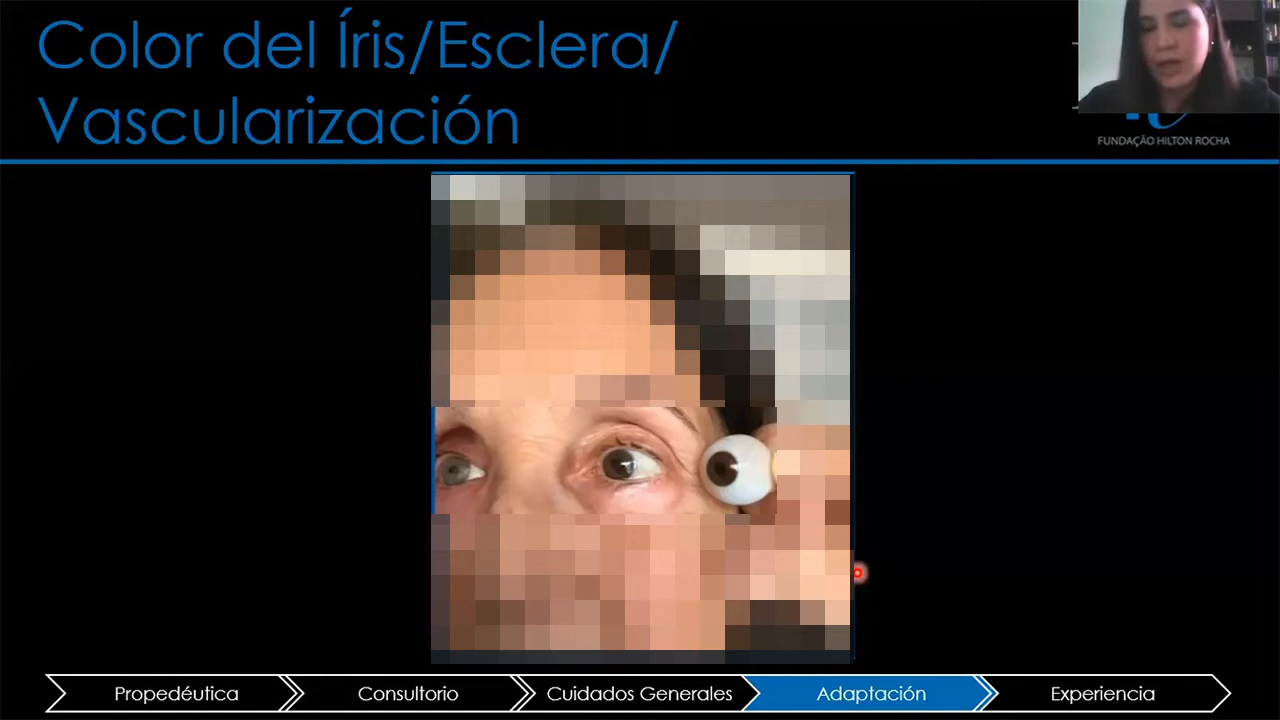 Color del Íris/Esclera/
Vascularización
FUNDAÇÃO HILTON ROCHA
Propedéutica
Consultorio
Cuidados Generales
Adaptación
Experiencia